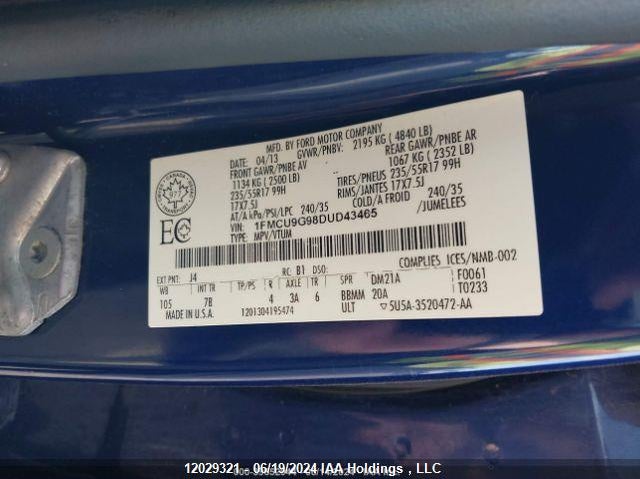 MFD. BY FORD MOTOR COMPANY
DATE: 04/13 GVWR/PNBV: 2195 KG ( 4840 LB)
FRONT GAWR/PNBE AV REAR GAWR/PNBE AR
1134 KG ( 2500 LB) 1067 KG ( 2352 LB)
235/55R17 99H TIRES/PNEUS 235/55R17 99H
17X7.5J RIMS/JANTES 17X7.5J
AT/A kPa/PSI/LPC 240/35 COLD/A FROID 240/35
VIN: 1FMCU9G98DUD43465 /JUMELEES
TYPE: MPV/VTUM
CANADA
TRANSPORT
EC
COMPLIES ICES/NMB-002
EXT PNT: J4 RC: B1 DSO: F0061
WB INT TR TP/PS AXLE TR SPR DM21A T0233
105 7B 4 3A 6 BBMM 20A
MADE IN U.S.A. 1201304195474 ULT 5U5A-3520472-AA
12029321 06/19/2024 IAA Holdings , LLC